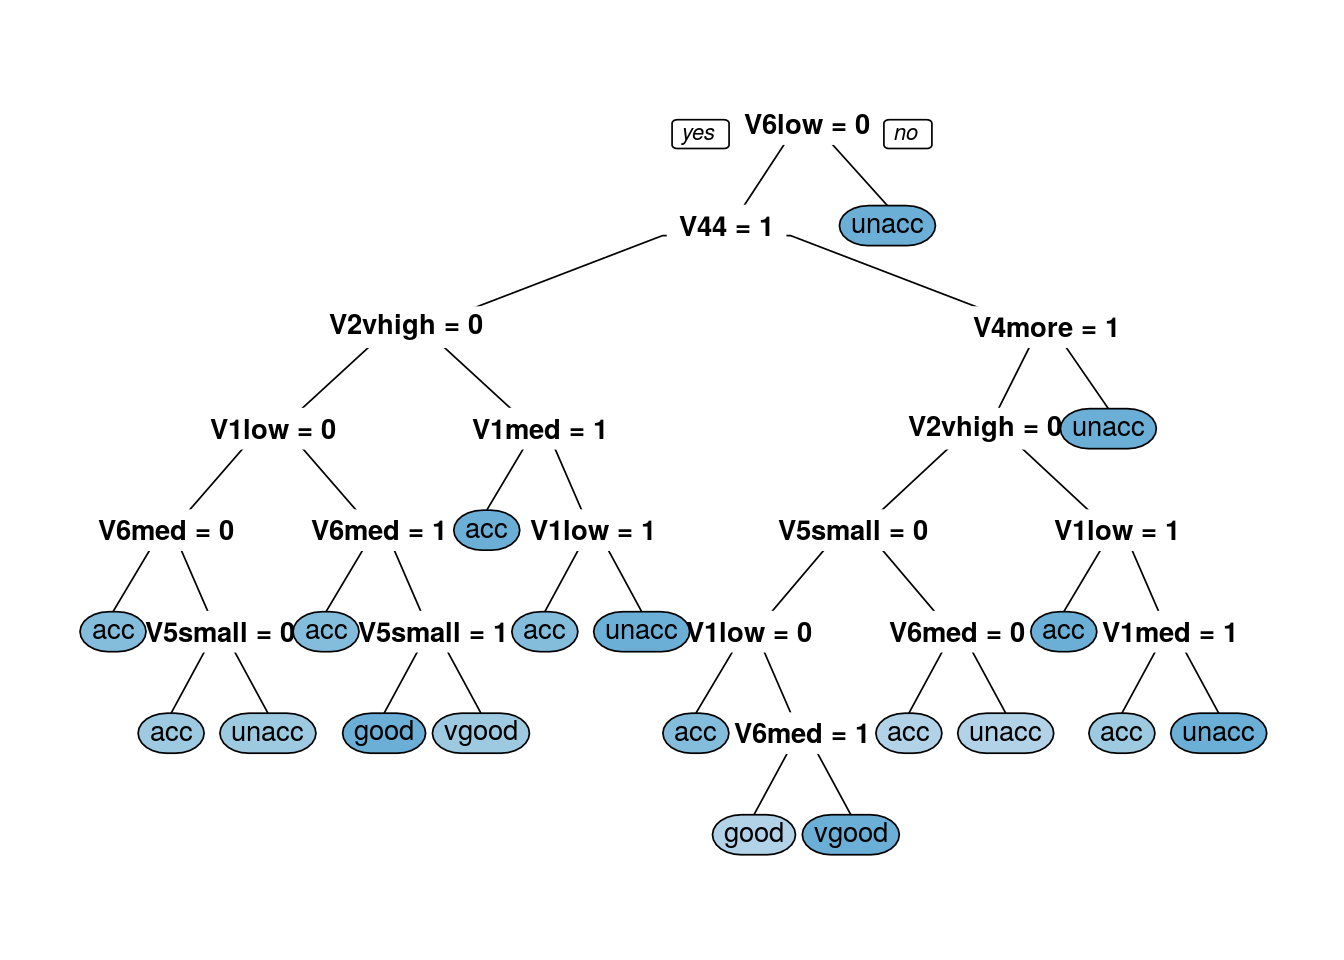 yes V6low = 0 no
V44 = 1 unacc
V2vhigh = 0 V4more = 1
V1low = 0 V1med = 1 V2vhigh = 0 unacc
V6med = 0 V6med = 1 acc V1low = 1 V5small = 0 V1low = 1
acc V5small = 0 acc V5small = 1 acc unacc V1low = 0 V6med = 0 acc V1med = 1
acc unacc good vgood acc V6med = 1 acc unacc acc unacc
good vgood